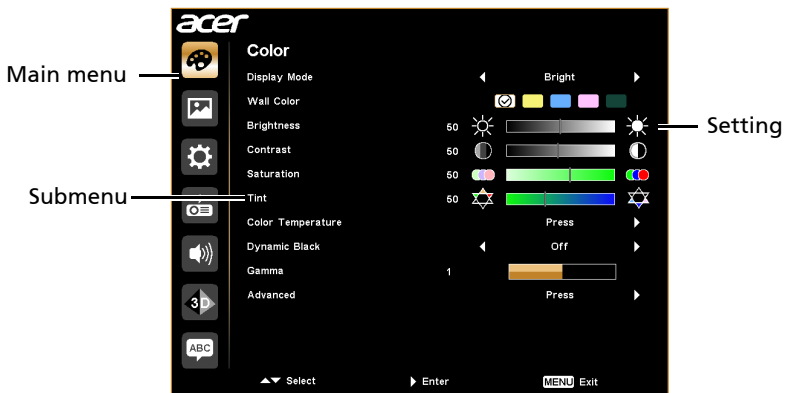 acer
Color
Main menu
Display Mode Bright
Wall Color
Brightness 50
Setting
Contrast 50
Saturation 50
Submenu
Tint 50
Color Temperature Press
Dynamic Black Off
Gamma 1
3D
Advanced Press
ABC
Select Enter MENU Exit